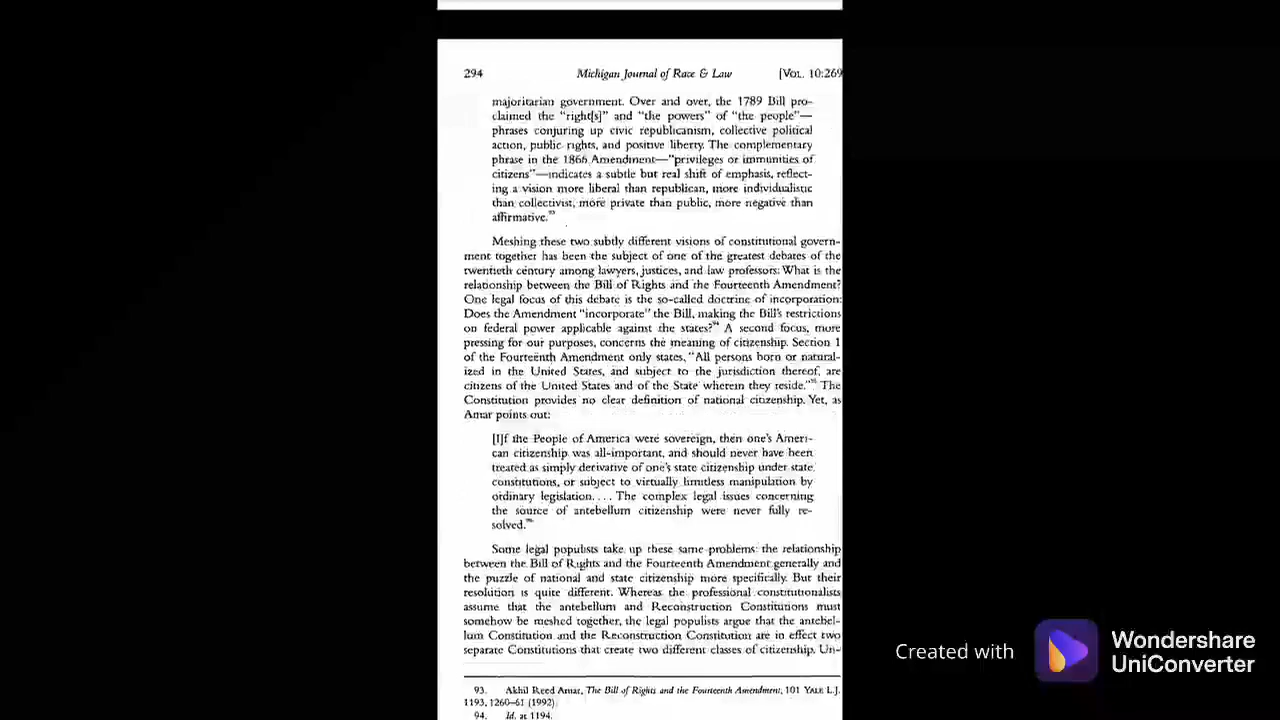 294 Michigan Journal of Race & Law [VOL. 10:269
majoritarian government. Over and over, the 1789 Bill pro-
claimed the "right[s]" and "the powers" of "the people"—
phrases conjuring up civic republicanism, collective political
action, public rights, and positive liberty. The complementary
phrase in the 1866 Amendment—"privileges or immunities of
citizens"—indicates a subtle but real shift of emphasis, reflect-
ing a vision more liberal than republican, more individualistic
than collectivist, more private than public, more negative than
affirmative.93
Meshing these two subtly different visions of constitutional govern-
ment together has been the subject of one of the greatest debates of the
twentieth century among lawyers, justices, and law professors: What is the
relationship between the Bill of Rights and the Fourteenth Amendment?
One legal focus of this debate is the so-called doctrine of incorporation:
Does the Amendment "incorporate" the Bill, making the Bill's restrictions
on federal power applicable against the states?94 A second focus, more
pressing for our purposes, concerns the meaning of citizenship. Section 1
of the Fourteenth Amendment only states, "All persons born or natural-
ized in the United States, and subject to the jurisdiction thereof, are
citizens of the United States and of the State wherein they reside."95 The
Constitution provides no clear definition of national citizenship. Yet, as
Amar points out:
[I]f the People of America were sovereign, then one's Ameri-
can citizenship was all-important, and should never have been
treated as simply derivative of one's state citizenship under state
constitutions, or subject to virtually limitless manipulation by
ordinary legislation. . . . The complex legal issues concerning
the source of antebellum citizenship were never fully re-
solved.96
Some legal populists take up these same problems: the relationship
between the Bill of Rights and the Fourteenth Amendment generally and
the puzzle of national and state citizenship more specifically. But their
resolution is quite different. Whereas the professional constitutionalists
assume that the antebellum and Reconstruction Constitutions must
somehow be meshed together, the legal populists argue that the antebel-
lum Constitution and the Reconstruction Constitution are in effect two
separate Constitutions that create two different classes of citizenship. Un-
93. Akhil Reed Amar, The Bill of Rights and the Fourteenth Amendment, 101 YALE L.J.
1193, 1260–61 (1992).
94. Id. at 1194.
Created with Wondershare
UniConverter